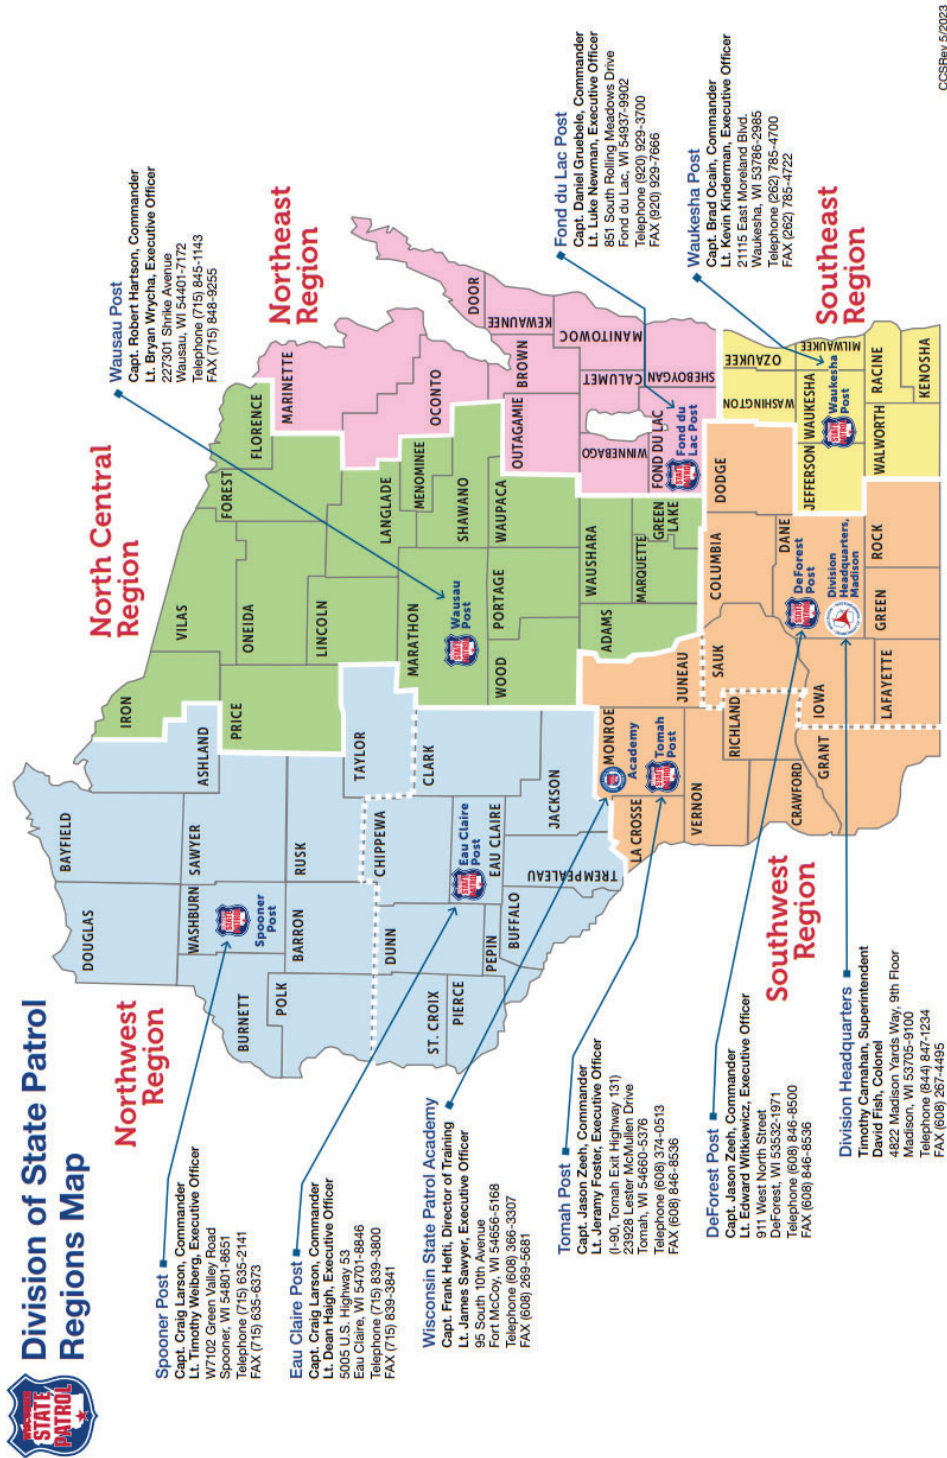 WISCONSIN
STATE
PATROL
Division of State Patrol
Regions Map
Northwest
Region
North Central
Region
Northeast
Region
Southwest
Region
Southeast
Region
Spooner Post
Capt. Craig Larson, Commander
Lt. Timothy Weiberg, Executive Officer
W7102 Green Valley Road
Spooner, WI 54801-8651
Telephone (715) 635-2141
FAX (715) 635-6373
Eau Claire Post
Capt. Craig Larson, Commander
Lt. Dean Haigh, Executive Officer
5005 U.S. Highway 53
Eau Claire, WI 54701-8846
Telephone (715) 839-3800
FAX (715) 839-3841
Wisconsin State Patrol Academy
Capt. Frank Hefti, Director of Training
Lt. James Sawyer, Executive Officer
95 South 10th Avenue
Fort McCoy, WI 54656-5168
Telephone (608) 366-3307
FAX (608) 269-5681
Tomah Post
Capt. Jason Zeeh, Commander
Lt. Jeramy Foster, Executive Officer
(I-90, Tomah Exit Highway 131)
23928 Lester McMullen Drive
Tomah, WI 54660-5376
Telephone (608) 374-0513
FAX (608) 846-8536
DeForest Post
Capt. Jason Zeeh, Commander
Lt. Edward Witkiewicz, Executive Officer
911 West North Street
DeForest, WI 53532-1971
Telephone (608) 846-8500
FAX (608) 846-8536
Division Headquarters
Timothy Carnahan, Superintendent
David Fish, Colonel
4822 Madison Yards Way, 9th Floor
Madison, WI 53705-9100
Telephone (844) 847-1234
FAX (608) 267-4495
Wausau Post
Capt. Robert Hartson, Commander
Lt. Bryan Wrycha, Executive Officer
227301 Shrike Avenue
Wausau, WI 54401-7172
Telephone (715) 845-1143
FAX (715) 848-9255
Fond du Lac Post
Capt. Daniel Gruebele, Commander
Lt. Luke Newman, Executive Officer
851 South Rolling Meadows Drive
Fond du Lac, WI 54937-9902
Telephone (920) 929-3700
FAX (920) 929-7666
Waukesha Post
Capt. Brad Ocain, Commander
Lt. Kevin Kinderman, Executive Officer
21115 East Moreland Blvd.
Waukesha, WI 53786-2985
Telephone (262) 785-4700
FAX (262) 785-4722
DOUGLAS
BAYFIELD
ASHLAND
IRON
VILAS
FOREST
FLORENCE
MARINETTE
BURNETT
WASHBURN
SAWYER
PRICE
ONEIDA
STATE
PATROL
Spooner
Post
POLK
BARRON
RUSK
LINCOLN
LANGLADE
OCONTO
TAYLOR
CHIPPEWA
MENOMINEE
DUNN
CLARK
MARATHON
ST. CROIX
SHAWANO
DOOR
STATE
PATROL
Eau Claire
Post
STATE
PATROL
Wausau
Post
PIERCE
PEPIN
EAU CLAIRE
WOOD
PORTAGE
WAUPACA
OUTAGAMIE
BROWN
KEWAUNEE
BUFFALO
TREMPEALEAU
JACKSON
ADAMS
WAUSHARA
WINNEBAGO
CALUMET
MANITOWOC
MONROE
JUNEAU
Academy
LA CROSSE
STATE
PATROL
Tomah
Post
MARQUETTE
GREEN
LAKE
FOND DU LAC
SHEBOYGAN
STATE
PATROL
Fond du
Lac Post
VERNON
RICHLAND
SAUK
COLUMBIA
DODGE
WASHINGTON
OZAUKEE
CRAWFORD
DANE
STATE
PATROL
DeForest
Post
JEFFERSON
WAUKESHA
MILWAUKEE
STATE
PATROL
Waukesha
Post
GRANT
IOWA
Division
Headquarters,
Madison
LAFAYETTE
GREEN
ROCK
WALWORTH
RACINE
KENOSHA
CCSRev 5/2023